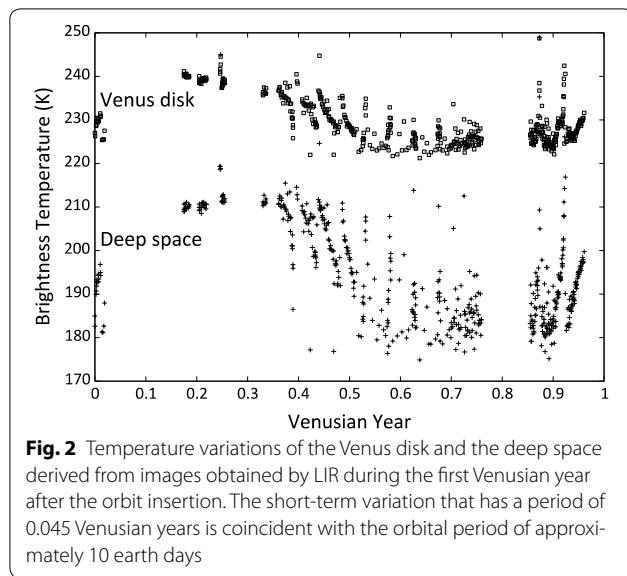 250
240
230
220
210
200
190
180
170
Brightness Temperature (K)
Venus disk
Deep space
0 0.1 0.2 0.3 0.4 0.5 0.6 0.7 0.8 0.9 1
Venusian Year
Fig. 2 Temperature variations of the Venus disk and the deep space
derived from images obtained by LIR during the first Venusian year
after the orbit insertion. The short-term variation that has a period of
0.045 Venusian years is coincident with the orbital period of approxi-
mately 10 earth days